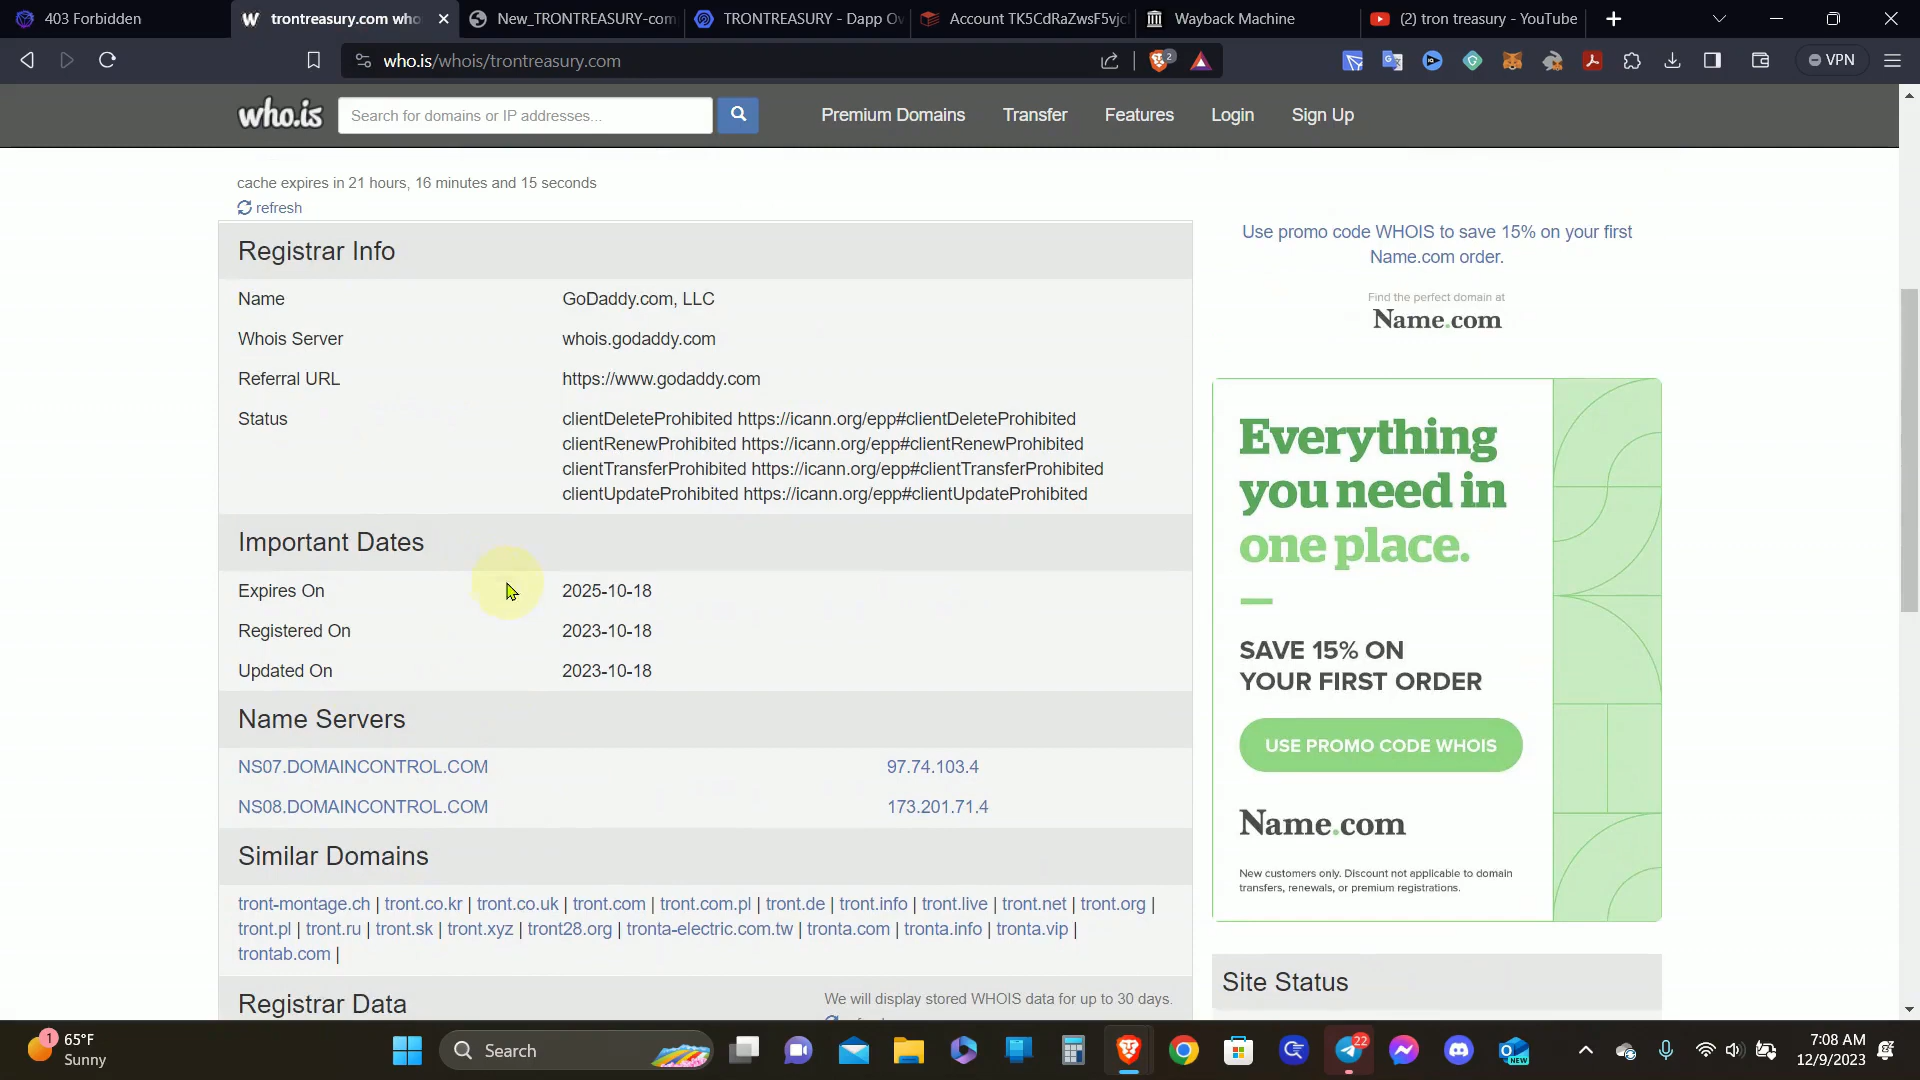 403 Forbidden
trontreasury.com who
New_TRONTREASURY-com
TRONTREASURY - Dapp Ov
Account TK5CdRaZwsF5vjc
Wayback Machine
(2) tron treasury - YouTube
who.is/whois/trontreasury.com
2
VPN
who.is
Search for domains or IP addresses...
Premium Domains
Transfer
Features
Login
Sign Up
cache expires in 21 hours, 16 minutes and 15 seconds
refresh
Registrar Info
Name GoDaddy.com, LLC
Whois Server whois.godaddy.com
Referral URL https://www.godaddy.com
Status clientDeleteProhibited https://icann.org/epp#clientDeleteProhibited
clientRenewProhibited https://icann.org/epp#clientRenewProhibited
clientTransferProhibited https://icann.org/epp#clientTransferProhibited
clientUpdateProhibited https://icann.org/epp#clientUpdateProhibited
Important Dates
Expires On 2025-10-18
Registered On 2023-10-18
Updated On 2023-10-18
Name Servers
NS07.DOMAINCONTROL.COM 97.74.103.4
NS08.DOMAINCONTROL.COM 173.201.71.4
Similar Domains
tront-montage.ch | tront.co.kr | tront.co.uk | tront.com | tront.com.pl | tront.de | tront.info | tront.live | tront.net | tront.org |
tront.pl | tront.ru | tront.sk | tront.xyz | tront28.org | tronta-electric.com.tw | tronta.com | tronta.info | tronta.vip |
trontab.com |
Registrar Data
We will display stored WHOIS data for up to 30 days.
Use promo code WHOIS to save 15% on your first
Name.com order.
Find the perfect domain at
Name.com
Everything
you need in
one place.
SAVE 15% ON
YOUR FIRST ORDER
USE PROMO CODE WHOIS
Name.com
New customers only. Discount not applicable to domain
transfers, renewals, or premium registrations.
Site Status
1
65°F
Sunny
Search
22
NEW
7:08 AM
12/9/2023